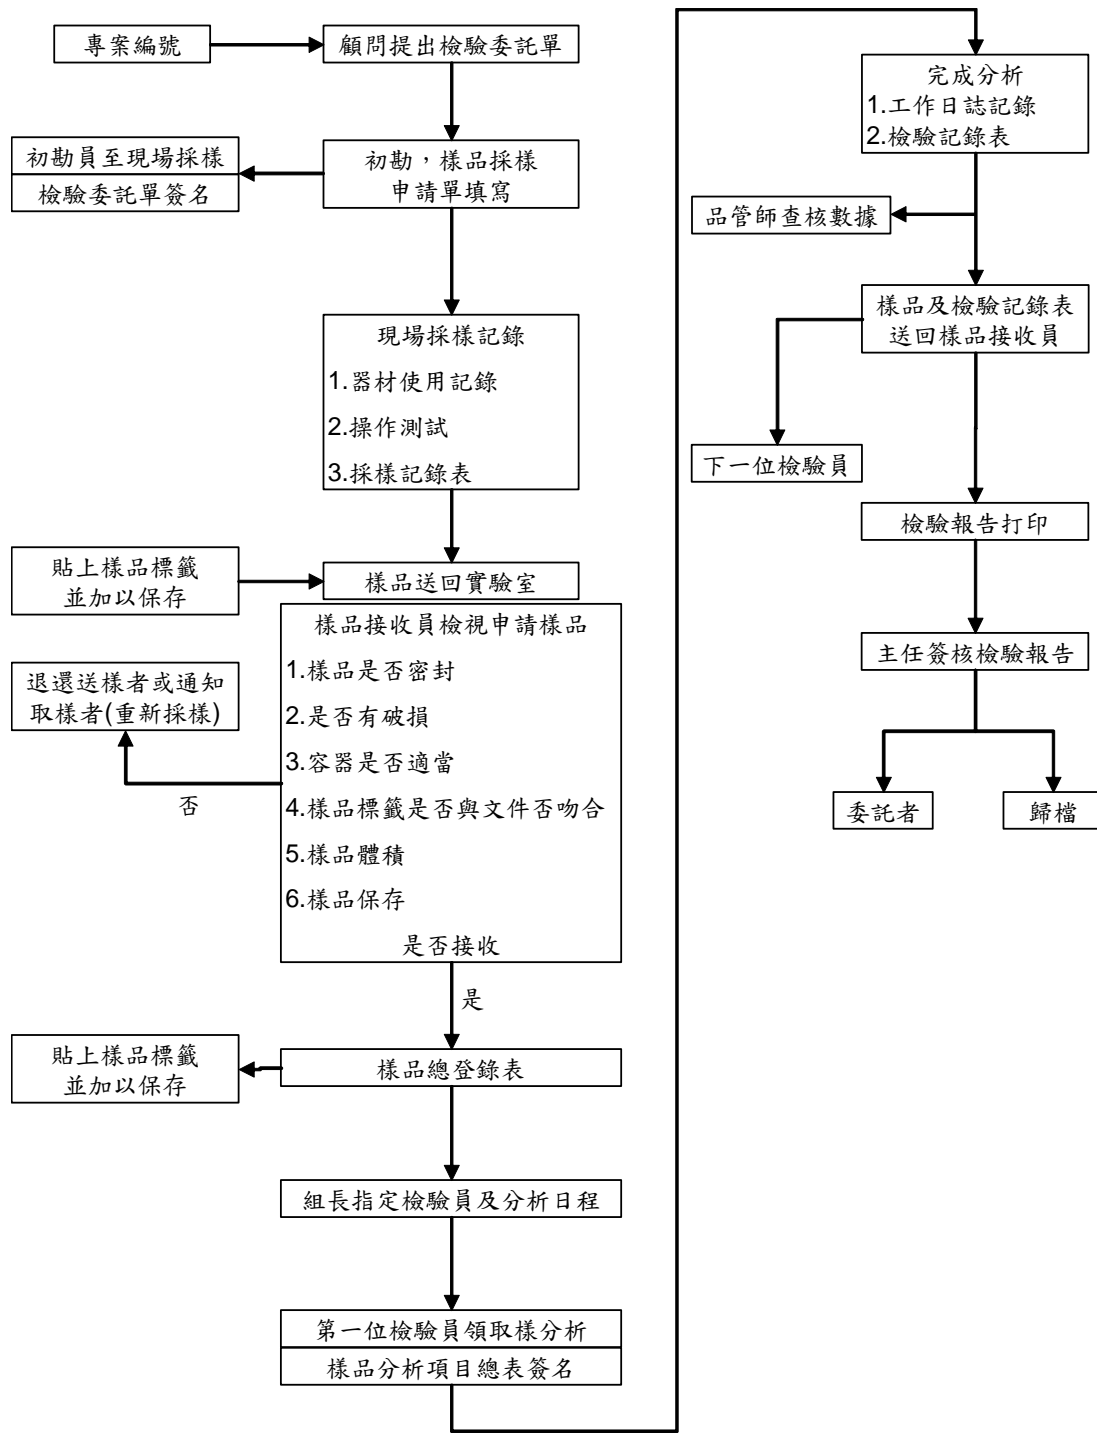 專案編號
顧問提出檢驗委託單
初勘員至現場採樣
檢驗委託單簽名
初勘，樣品採樣
申請單填寫
現場採樣記錄
1.器材使用記錄
2.操作測試
3.採樣記錄表
貼上樣品標籤
並加以保存
樣品送回實驗室
樣品接收員檢視申請樣品
1.樣品是否密封
2.是否有破損
3.容器是否適當
4.樣品標籤是否與文件否吻合
5.樣品體積
6.樣品保存
是否接收
退還送樣者或通知
取樣者(重新採樣)
否
是
貼上樣品標籤
並加以保存
樣品總登錄表
組長指定檢驗員及分析日程
第一位檢驗員領取樣分析
樣品分析項目總表簽名
完成分析
1.工作日誌記錄
2.檢驗記錄表
品管師查核數據
樣品及檢驗記錄表
送回樣品接收員
下一位檢驗員
檢驗報告打印
主任簽核檢驗報告
委託者
歸檔